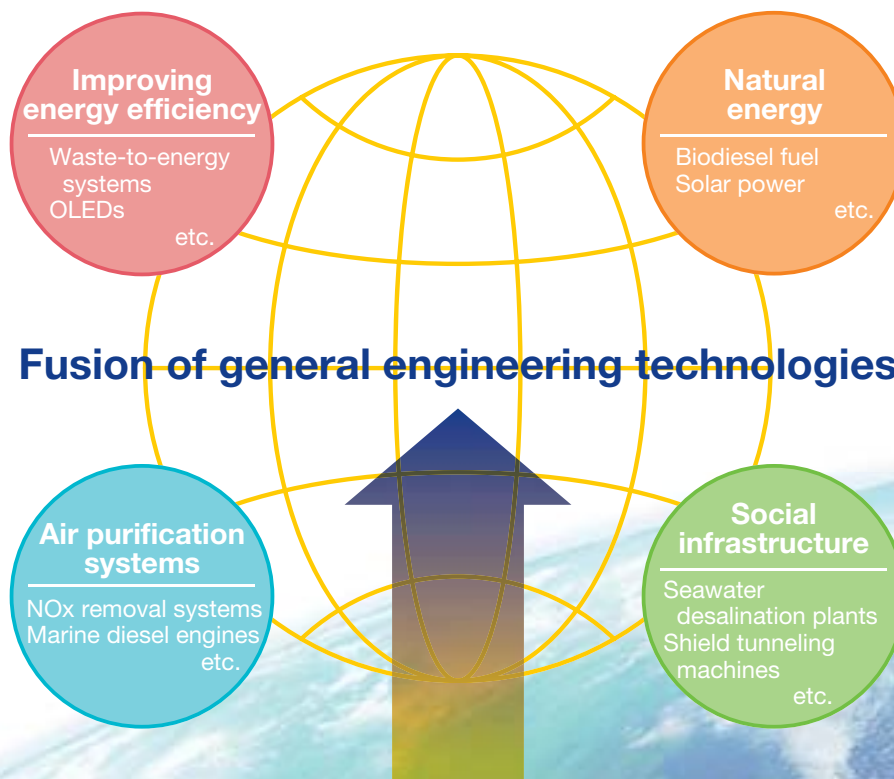 Improving
energy efficiency
Waste-to-energy
systems
OLEDs
etc.
Natural
energy
Biodiesel fuel
Solar power
etc.
Fusion of general engineering technologies
Air purification
systems
NOx removal systems
Marine diesel engines
etc.
Social
infrastructure
Seawater
desalination plants
Shield tunneling
machines
etc.